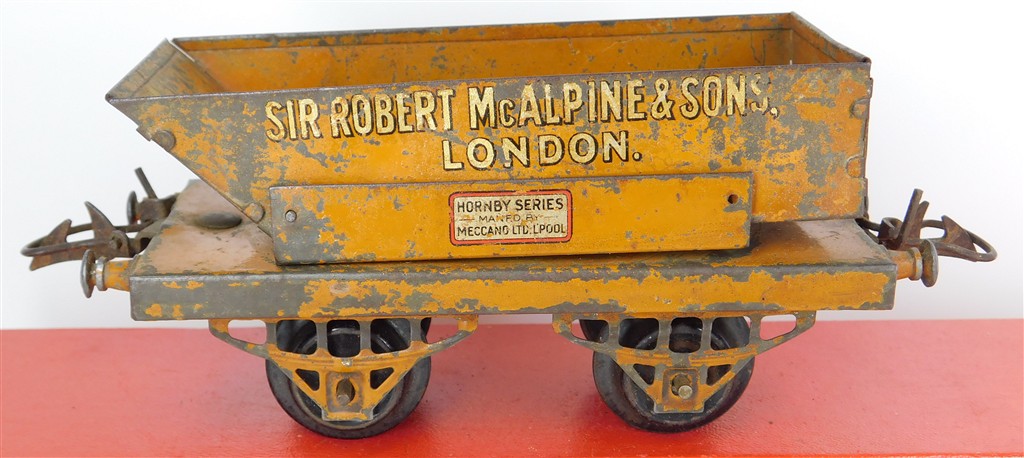 SIR ROBERT McALPINE & SONS,
LONDON.
HORNBY SERIES
MANFD. BY
MECCANO LTD. L'POOL